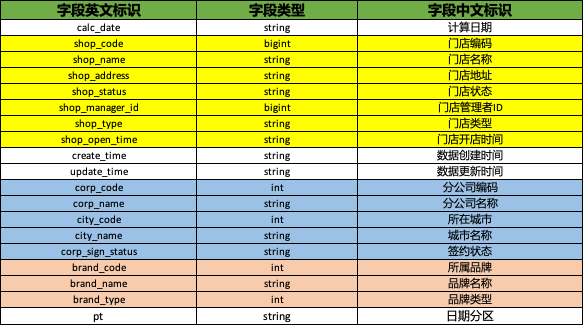 字段英文标识 字段类型 字段中文标识
calc_date string 计算日期
shop_code bigint 门店编码
shop_name string 门店名称
shop_address string 门店地址
shop_status string 门店状态
shop_manager_id bigint 门店管理者ID
shop_type string 门店类型
shop_open_time string 门店开店时间
create_time string 数据创建时间
update_time string 数据更新时间
corp_code int 分公司编码
corp_name string 分公司名称
city_code int 所在城市
city_name string 城市名称
corp_sign_status string 签约状态
brand_code int 所属品牌
brand_name string 品牌名称
brand_type int 品牌类型
pt string 日期分区